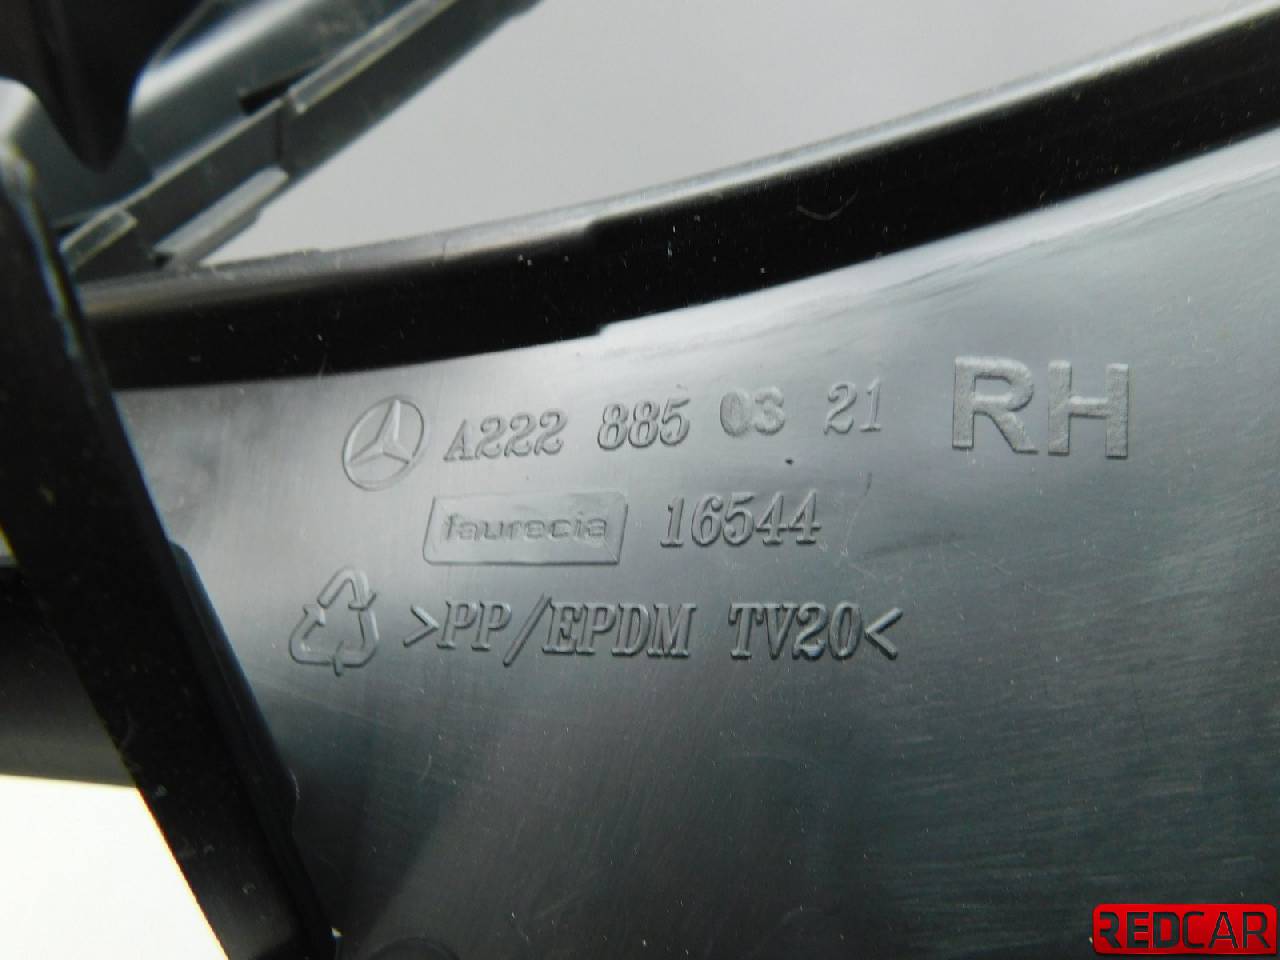 A222 885 03 21 RH
faurecia 16544
>PP/EPDM TV20<
REDCAR